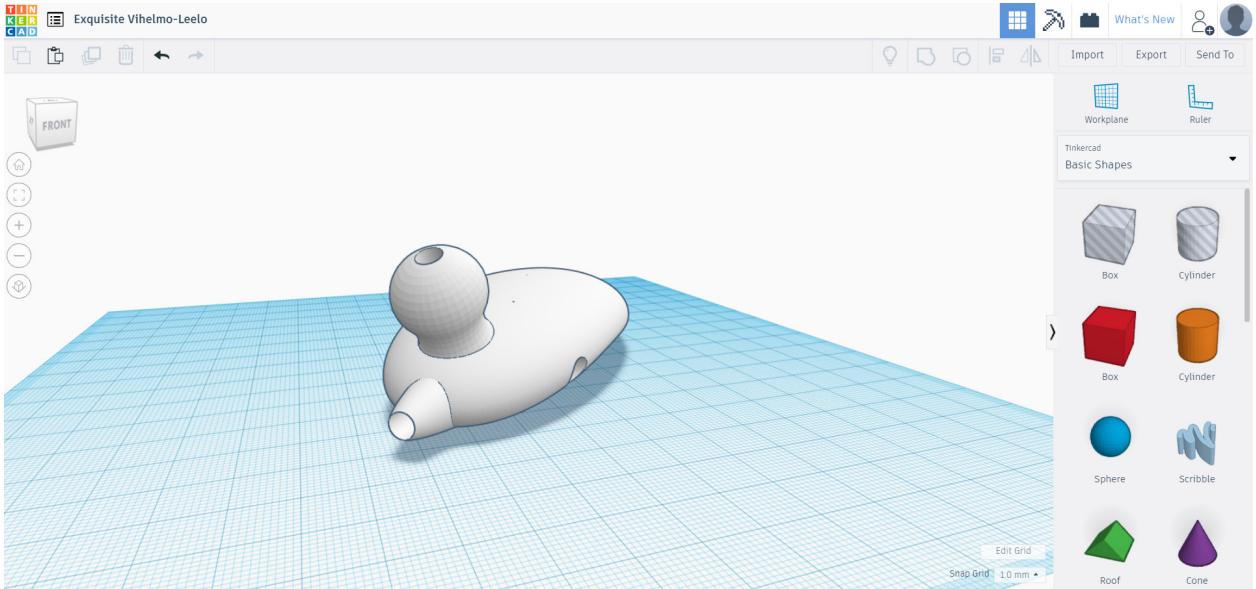 TIN
KER
CAD
Exquisite Vihelmo-Leelo
What's New
Import Export Send To
FRONT
Workplane Ruler
Tinkercad
Basic Shapes
Box Cylinder
Box Cylinder
Sphere Scribble
Roof Cone
Edit Grid
Snap Grid 1.0 mm